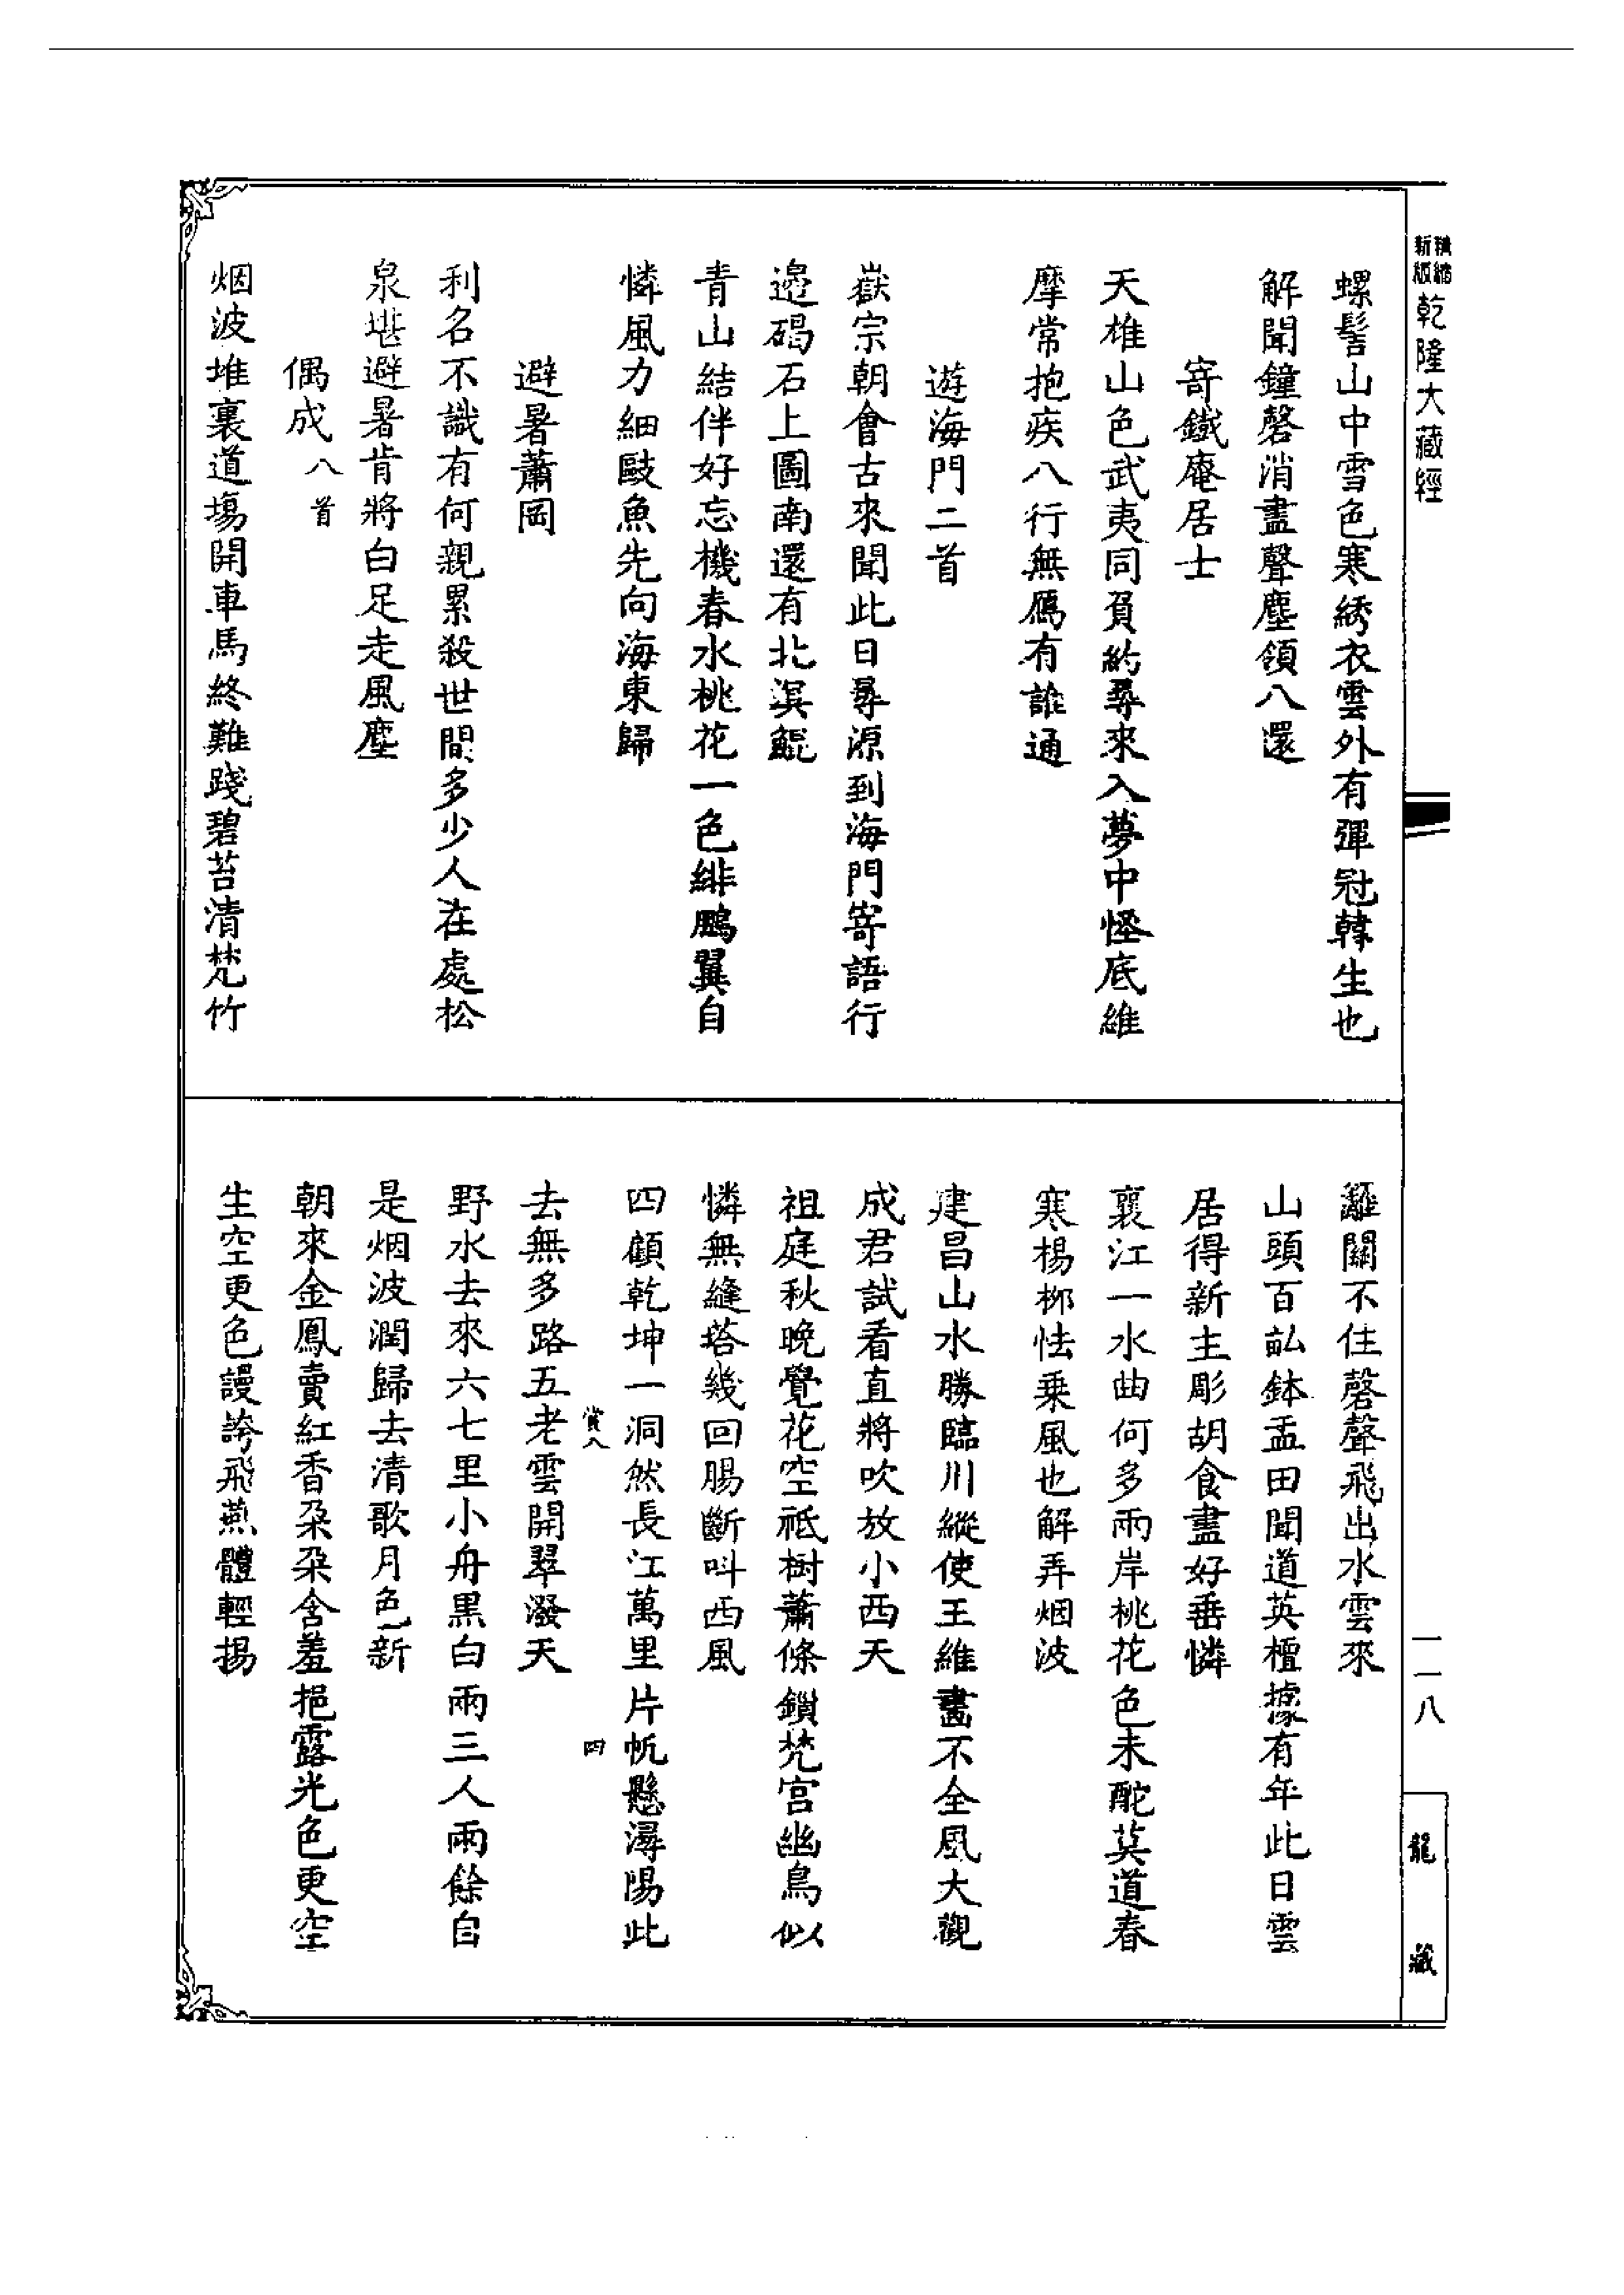 精縮新版乾隆大藏經
螺髻山中雪色寒綉衣雲外有彈冠韓生也
解聞鐘磬消盡聲塵領八還
寄鐵庵居士
天雄山色武夷同負約尋來入夢中怪底維
摩常抱疾八行無鴈有誰通
遊海門二首
嶽宗朝會古來聞此日尋源到海門寄語行
邊碣石上圖南還有北溟鯤
青山結伴好忘機春水桃花一色緋鵬翼自
憐風力細敺魚先向海東歸
避暑蕭岡
利名不識有何親累殺世間多少人在處松
泉堪避暑肯將白足走風塵
偶成八首
烟波堆裏道場開車馬終難踐碧苔清梵竹
籬關不住磬聲飛出水雲來
山頭百畝鉢盂田聞道英檀據有年此日雲
居得新主彫胡食盡好垂憐
襄江一水曲何多兩岸桃花色未酡莫道春
寒楊柳怯乗風也解弄烟波
建昌山水勝臨川縱使王維畵不全風大觀
成君試看直將吹放小西天
祖庭秋晚覺花空祇樹蕭條鎖梵宮幽鳥似
憐無縫塔幾回腸斷呌西風
四顧乾坤一洞然長江萬里片帆懸潯陽此
去無多路五老雲開翠潑天
野水去來六七里小舟黑白兩三人雨餘自
是烟波潤歸去清歌月色新
朝來金鳳賣紅香朶朶含羞挹露光色更空
生空更色謾誇飛燕體輕揚
四
一一八
龍藏